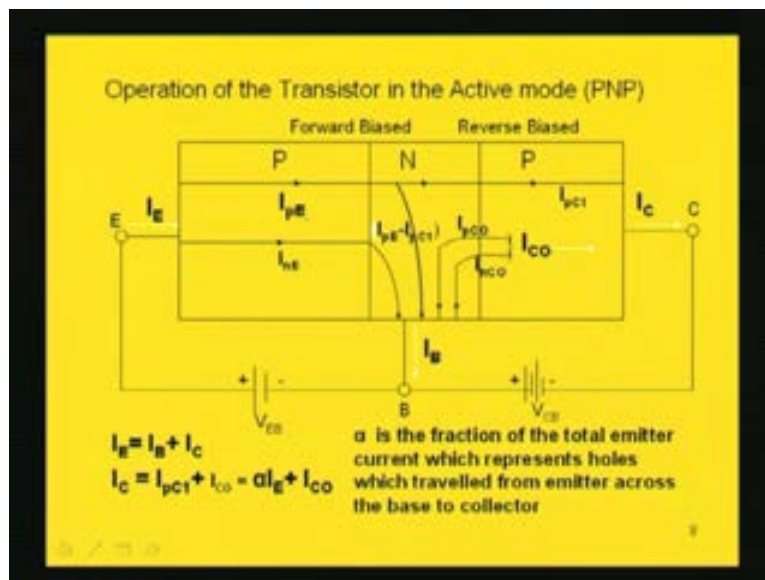 Operation of the Transistor in the Active mode (PNP)
Forward Biased Reverse Biased
P N P
I_pE I_pC1
E I_E I_C C
(I_pE-I_pC1) I_pCO I_CO
I_nE I_nCO
I_B
+ - + -
V_EB B V_CB
I_E= I_B+ I_C
I_C = I_pC1+ I_CO = αI_E+ I_CO
α is the fraction of the total emitter
current which represents holes
which travelled from emitter across
the base to collector